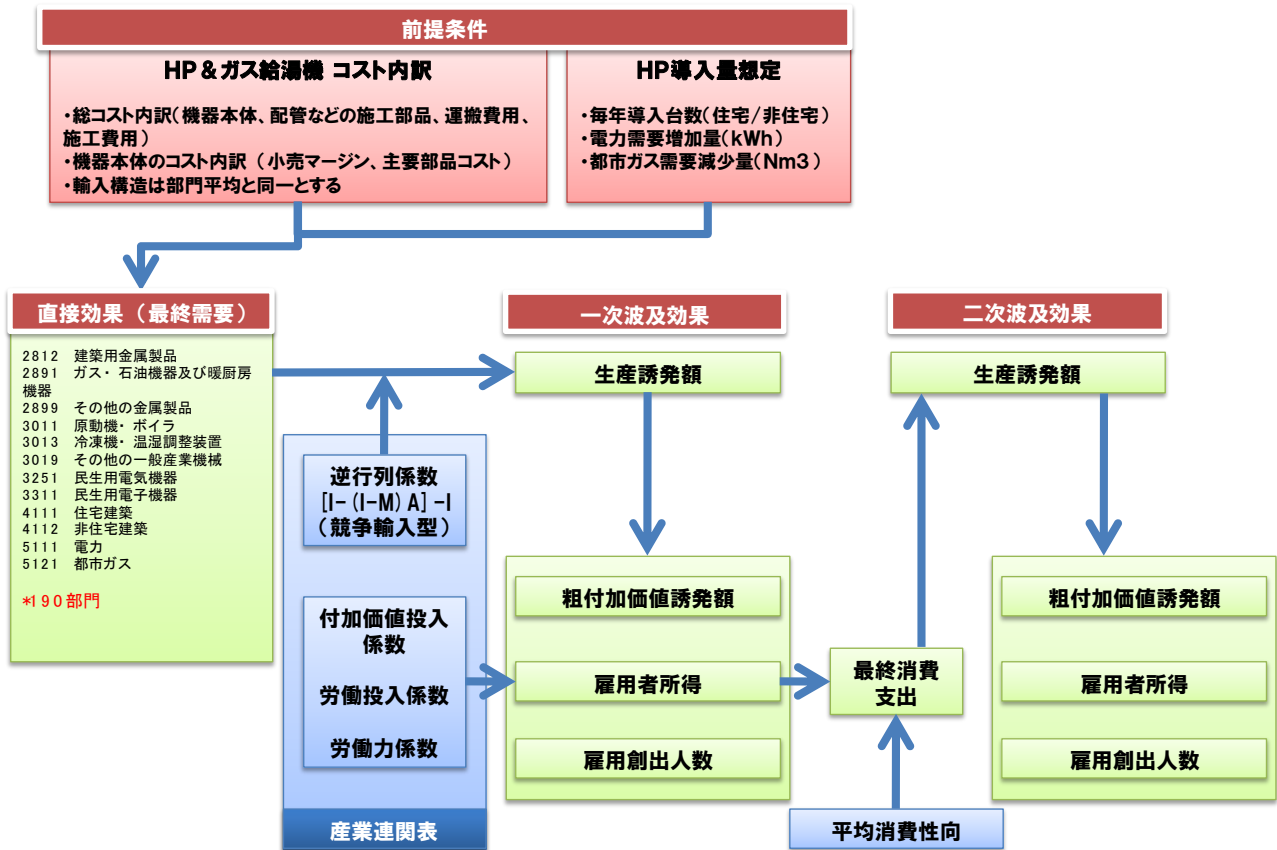 前提条件
HP&ガス給湯機 コスト内訳
・総コスト内訳(機器本体、配管などの施工部品、運搬費用、
施工費用)
・機器本体のコスト内訳 (小売マージン、主要部品コスト)
・輸入構造は部門平均と同一とする
HP導入量想定
・毎年導入台数(住宅/非住宅)
・電力需要増加量(kWh)
・都市ガス需要減少量(Nm3)
直接効果(最終需要)
2812 建築用金属製品
2891 ガス・石油機器及び暖厨房
機器
2899 その他の金属製品
3011 原動機・ボイラ
3013 冷凍機・温湿調整装置
3019 その他の一般産業機械
3251 民生用電気機器
3311 民生用電子機器
4111 住宅建築
4112 非住宅建築
5111 電力
5121 都市ガス
*190部門
逆行列係数
[I-(I-M)A]-I
(競争輸入型)
付加価値投入
係数
労働投入係数
労働力係数
産業連関表
一次波及効果
生産誘発額
粗付加価値誘発額
雇用者所得
雇用創出人数
最終消費
支出
平均消費性向
二次波及効果
生産誘発額
粗付加価値誘発額
雇用者所得
雇用創出人数